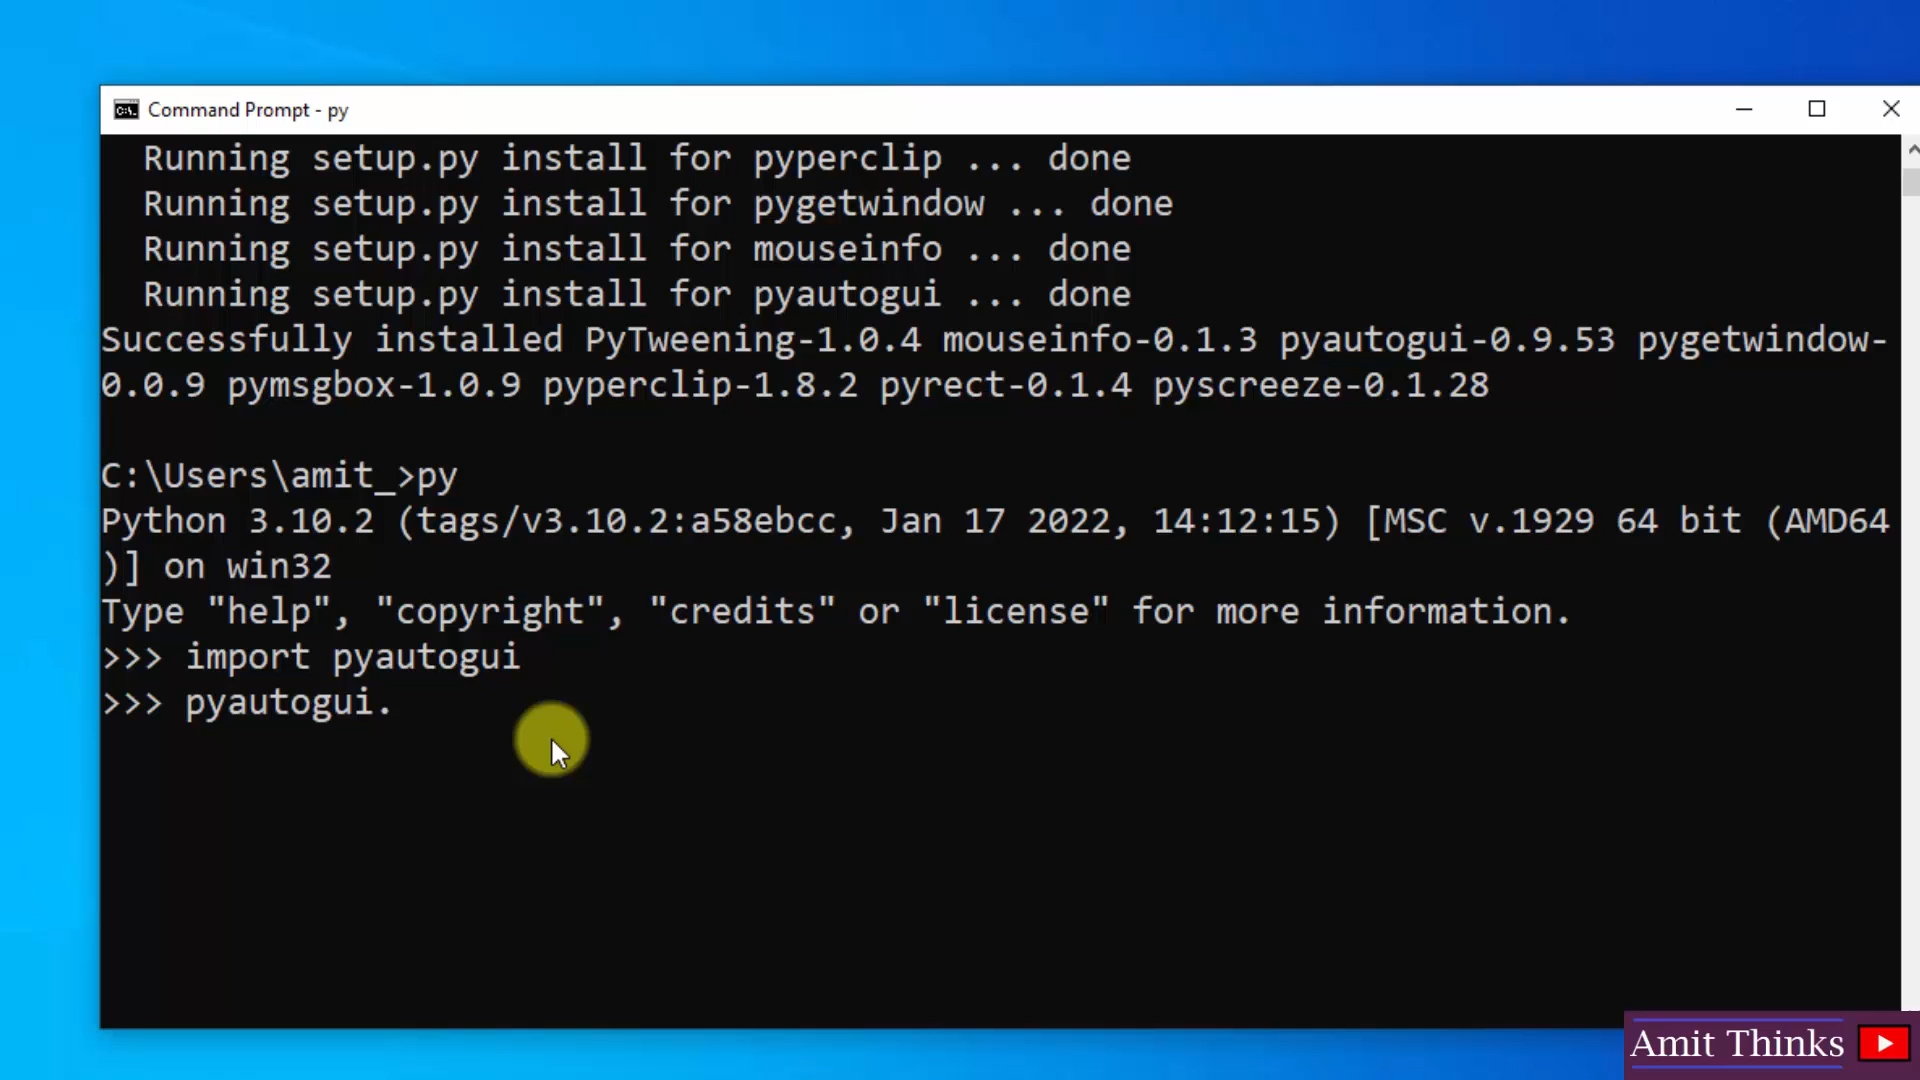 Command Prompt - py
Running setup.py install for pyperclip ... done
Running setup.py install for pygetwindow ... done
Running setup.py install for mouseinfo ... done
Running setup.py install for pyautogui ... done
Successfully installed PyTweening-1.0.4 mouseinfo-0.1.3 pyautogui-0.9.53 pygetwindow-
0.0.9 pymsgbox-1.0.9 pyperclip-1.8.2 pyrect-0.1.4 pyscreeze-0.1.28
C:\Users\amit_>py
Python 3.10.2 (tags/v3.10.2:a58ebcc, Jan 17 2022, 14:12:15) [MSC v.1929 64 bit (AMD64
)] on win32
Type "help", "copyright", "credits" or "license" for more information.
>>> import pyautogui
>>> pyautogui.
Amit Thinks